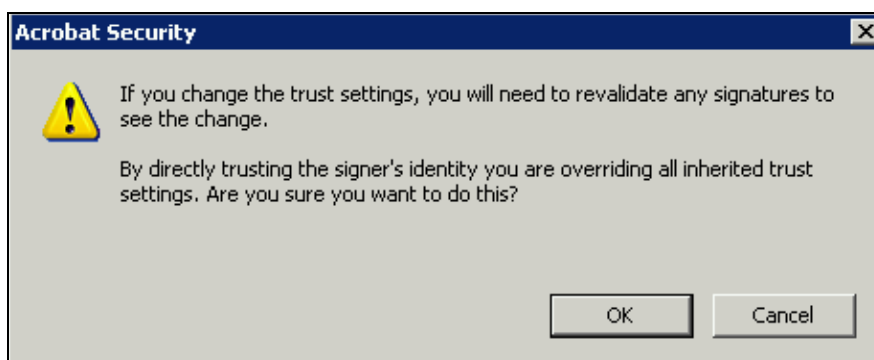 Acrobat Security
If you change the trust settings, you will need to revalidate any signatures to
see the change.
By directly trusting the signer's identity you are overriding all inherited trust
settings. Are you sure you want to do this?
OK
Cancel